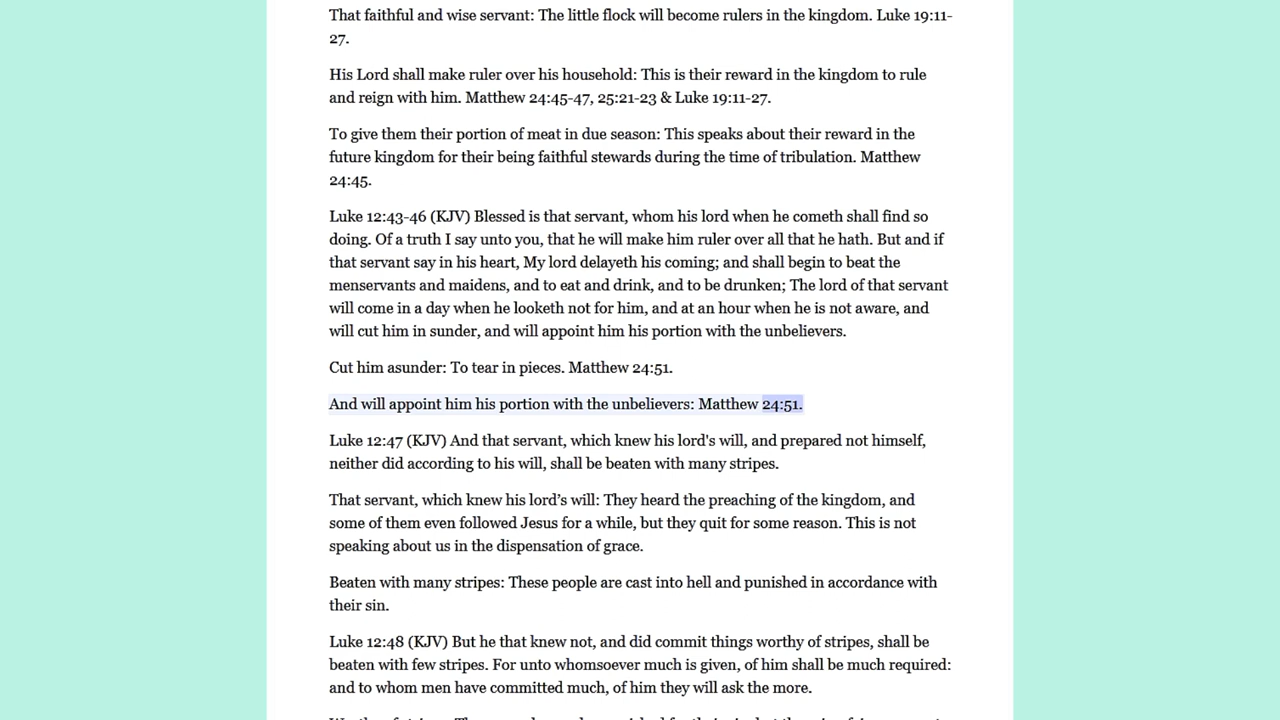 That faithful and wise servant: The little flock will become rulers in the kingdom. Luke 19:11-
27.
His Lord shall make ruler over his household: This is their reward in the kingdom to rule
and reign with him. Matthew 24:45-47, 25:21-23 & Luke 19:11-27.
To give them their portion of meat in due season: This speaks about their reward in the
future kingdom for their being faithful stewards during the time of tribulation. Matthew
24:45.
Luke 12:43-46 (KJV) Blessed is that servant, whom his lord when he cometh shall find so
doing. Of a truth I say unto you, that he will make him ruler over all that he hath. But and if
that servant say in his heart, My lord delayeth his coming; and shall begin to beat the
menservants and maidens, and to eat and drink, and to be drunken; The lord of that servant
will come in a day when he looketh not for him, and at an hour when he is not aware, and
will cut him in sunder, and will appoint him his portion with the unbelievers.
Cut him asunder: To tear in pieces. Matthew 24:51.
And will appoint him his portion with the unbelievers: Matthew 24:51.
Luke 12:47 (KJV) And that servant, which knew his lord's will, and prepared not himself,
neither did according to his will, shall be beaten with many stripes.
That servant, which knew his lord’s will: They heard the preaching of the kingdom, and
some of them even followed Jesus for a while, but they quit for some reason. This is not
speaking about us in the dispensation of grace.
Beaten with many stripes: These people are cast into hell and punished in accordance with
their sin.
Luke 12:48 (KJV) But he that knew not, and did commit things worthy of stripes, shall be
beaten with few stripes. For unto whomsoever much is given, of him shall be much required:
and to whom men have committed much, of him they will ask the more.